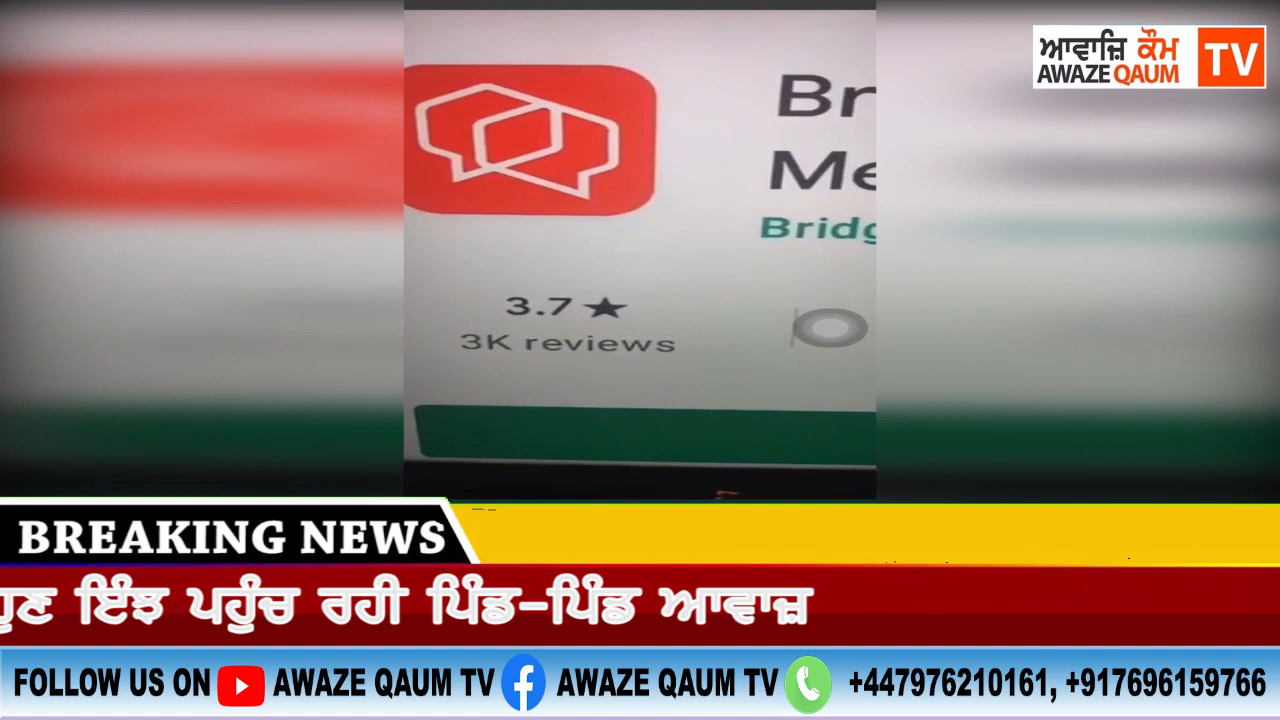 ਆਵਾਜ਼ਿ ਕੌਮ
AWAZE QAUM
TV
Br
Me
Bridg
3.7 ★
3K reviews
BREAKING NEWS
ਹੁਣ ਇੰਝ ਪਹੁੰਚ ਰਹੀ ਪਿੰਡ-ਪਿੰਡ ਆਵਾਜ਼
FOLLOW US ON AWAZE QAUM TV AWAZE QAUM TV +447976210161, +917696159766